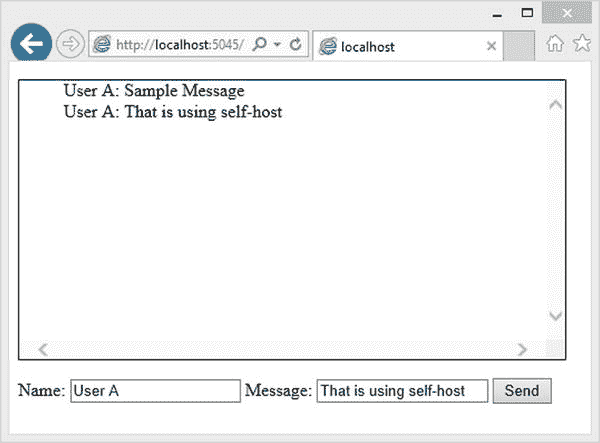 http://localhost:5045/
localhost
User A: Sample Message
User A: That is using self-host
Name: User A Message: That is using self-host Send